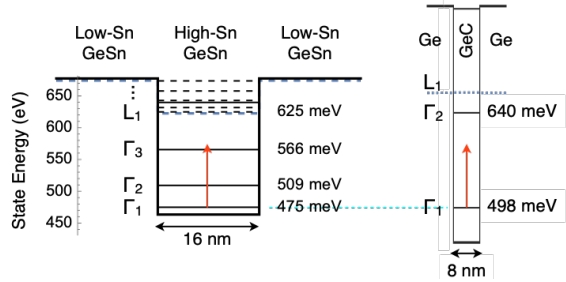 Low-Sn
GeSn
High-Sn
GeSn
Low-Sn
GeSn
State Energy (eV)
650
600
550
500
450
⋮
L₁
Γ₃
Γ₂
Γ₁
625 meV
566 meV
509 meV
475 meV
16 nm
Ge
GeC
Ge
L₁
Γ₂
Γ₁
640 meV
498 meV
8 nm